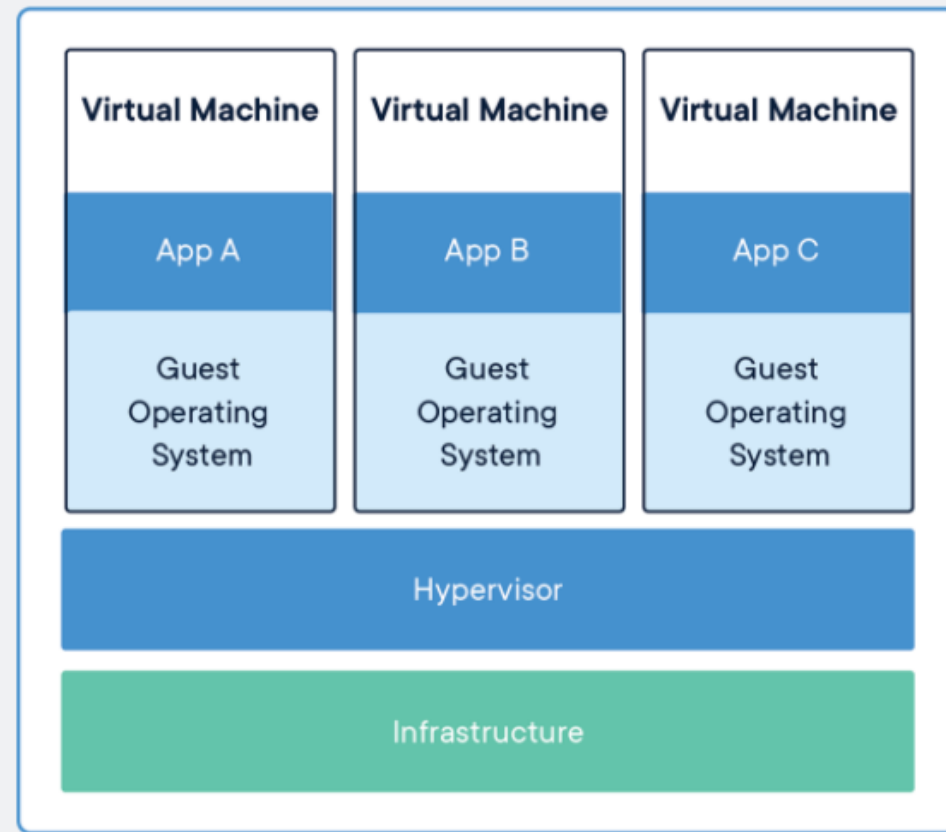 Virtual Machine
App A
Guest
Operating
System
Virtual Machine
App B
Guest
Operating
System
Virtual Machine
App C
Guest
Operating
System
Hypervisor
Infrastructure